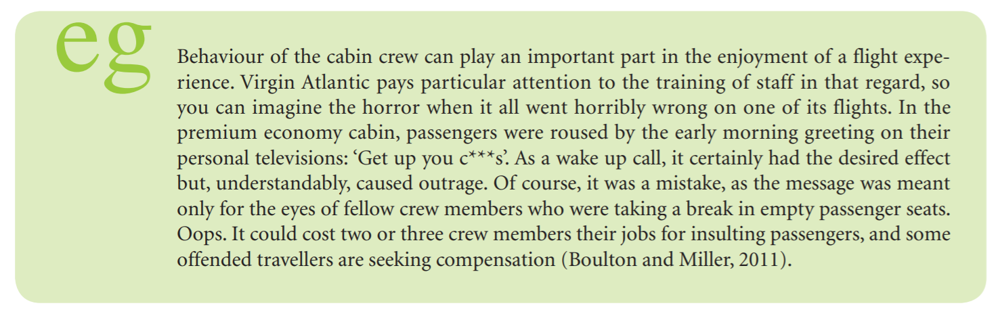 eg
Behaviour of the cabin crew can play an important part in the enjoyment of a flight expe-
rience. Virgin Atlantic pays particular attention to the training of staff in that regard, so
you can imagine the horror when it all went horribly wrong on one of its flights. In the
premium economy cabin, passengers were roused by the early morning greeting on their
personal televisions: ‘Get up you c***s’. As a wake up call, it certainly had the desired effect
but, understandably, caused outrage. Of course, it was a mistake, as the message was meant
only for the eyes of fellow crew members who were taking a break in empty passenger seats.
Oops. It could cost two or three crew members their jobs for insulting passengers, and some
offended travellers are seeking compensation (Boulton and Miller, 2011).